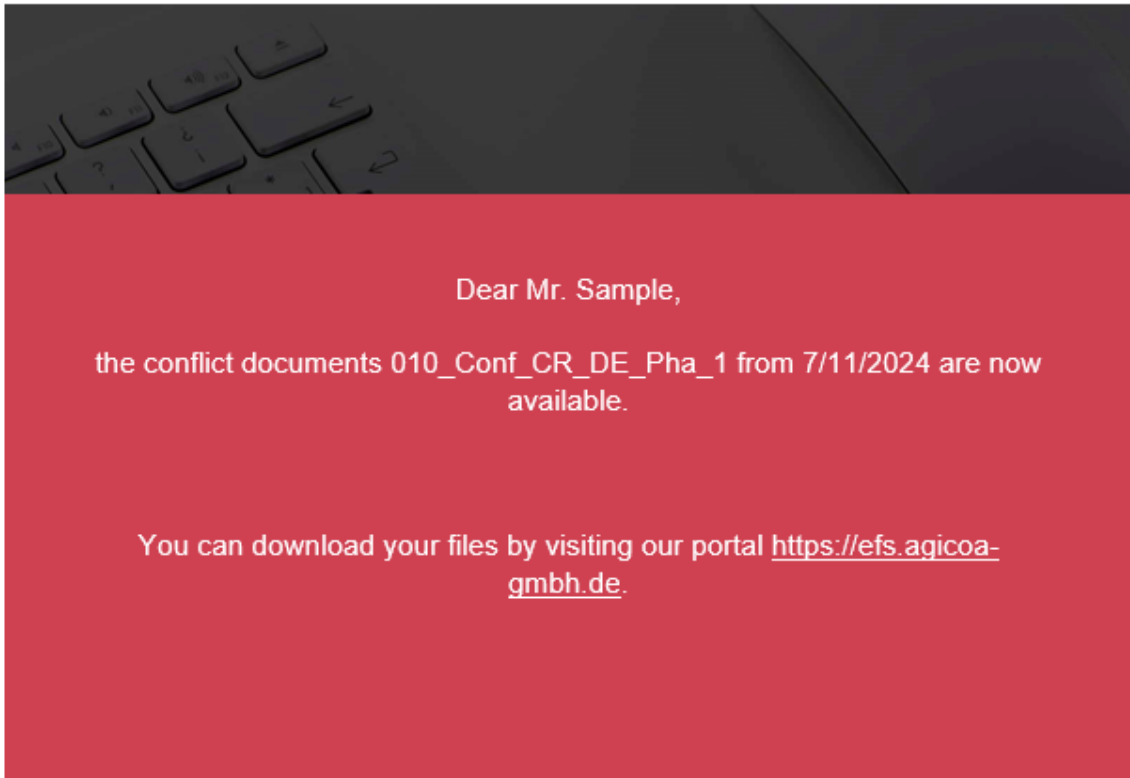 Dear Mr. Sample,
the conflict documents 010_Conf_CR_DE_Pha_1 from 7/11/2024 are now
available.
You can download your files by visiting our portal https://efs.agicoa-
gmbh.de.